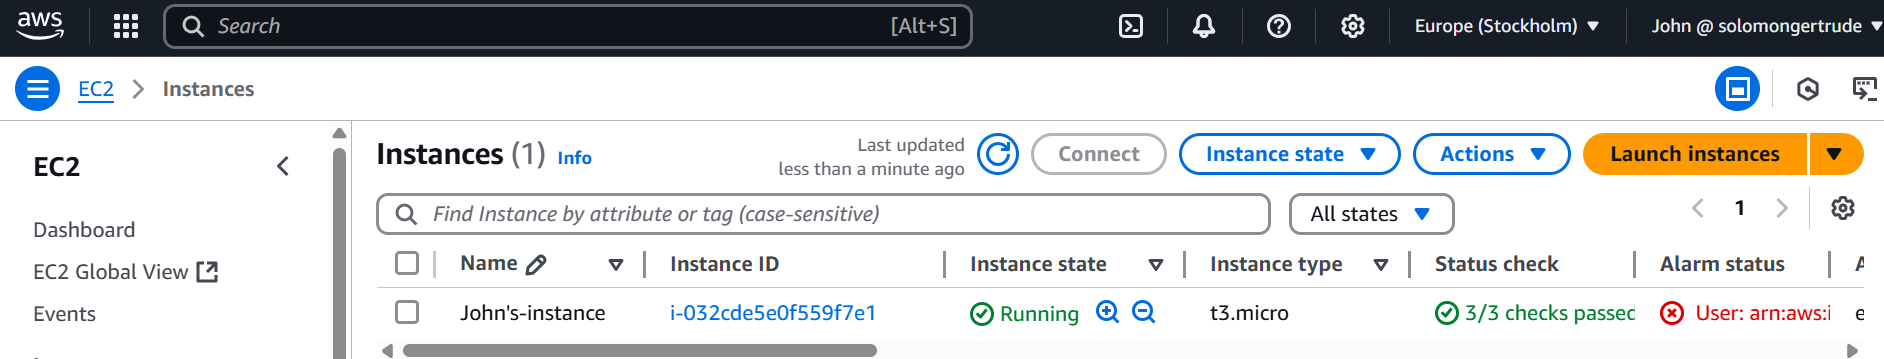 aws
Search [Alt+S]
Europe (Stockholm)
John @ solomongertrude
EC2
Instances
EC2
Dashboard
EC2 Global View
Events
Instances (1) Info
Last updated
less than a minute ago
Connect
Instance state
Actions
Launch instances
Find Instance by attribute or tag (case-sensitive)
All states
1
Name Instance ID Instance state Instance type Status check Alarm status
John's-instance i-032cde5e0f559f7e1 Running t3.micro 3/3 checks passed User: arn:aws:i